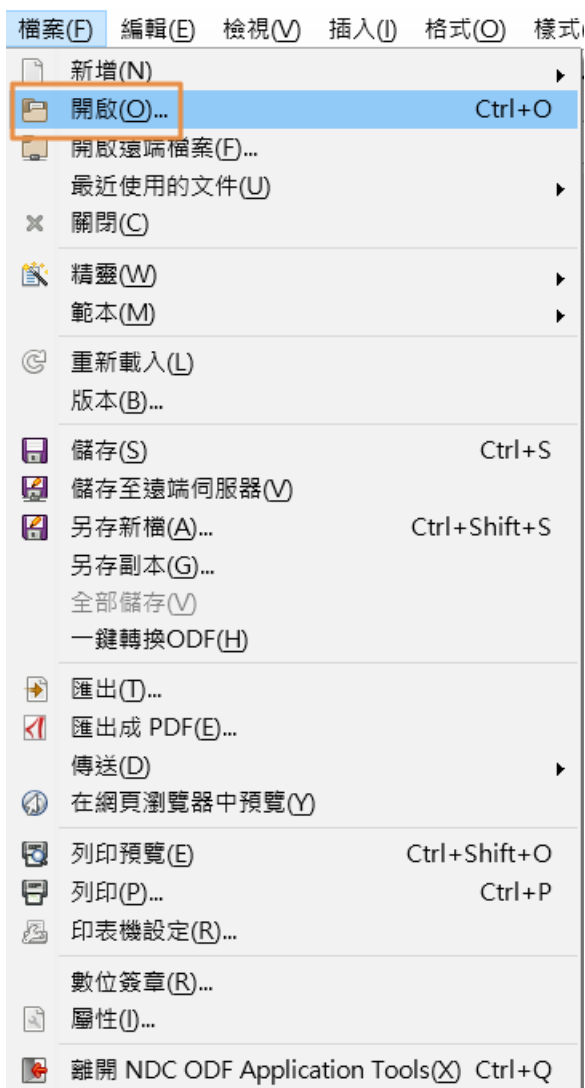 檔案(F) 編輯(E) 檢視(V) 插入(I) 格式(O) 樣式(
新增(N)
開啟(O)... Ctrl+O
開啟遠端檔案(F)...
最近使用的文件(U)
關閉(C)
精靈(W)
範本(M)
重新載入(L)
版本(B)...
儲存(S) Ctrl+S
儲存至遠端伺服器(V)
另存新檔(A)... Ctrl+Shift+S
另存副本(G)...
全部儲存(V)
一鍵轉換ODF(H)
匯出(T)...
匯出成 PDF(E)...
傳送(D)
在網頁瀏覽器中預覽(Y)
列印預覽(E) Ctrl+Shift+O
列印(P)... Ctrl+P
印表機設定(R)...
數位簽章(R)...
屬性(I)...
離開 NDC ODF Application Tools(X) Ctrl+Q